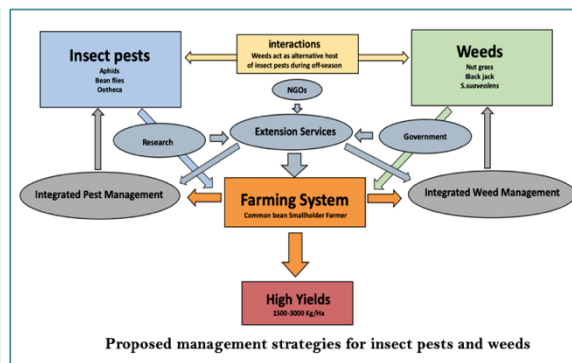 Insect pests
Aphids
Bean flies
Ootheca
interactions
Weeds act as alternative host
of insect pests during off-season
Weeds
Nut grass
Black jack
S.suaveolens
NGOs
Research
Extension Services
Government
Integrated Pest Management
Farming System
Common bean Smallholder Farmer
Integrated Weed Management
High Yields
1500-3000 Kg/Ha
Proposed management strategies for insect pests and weeds